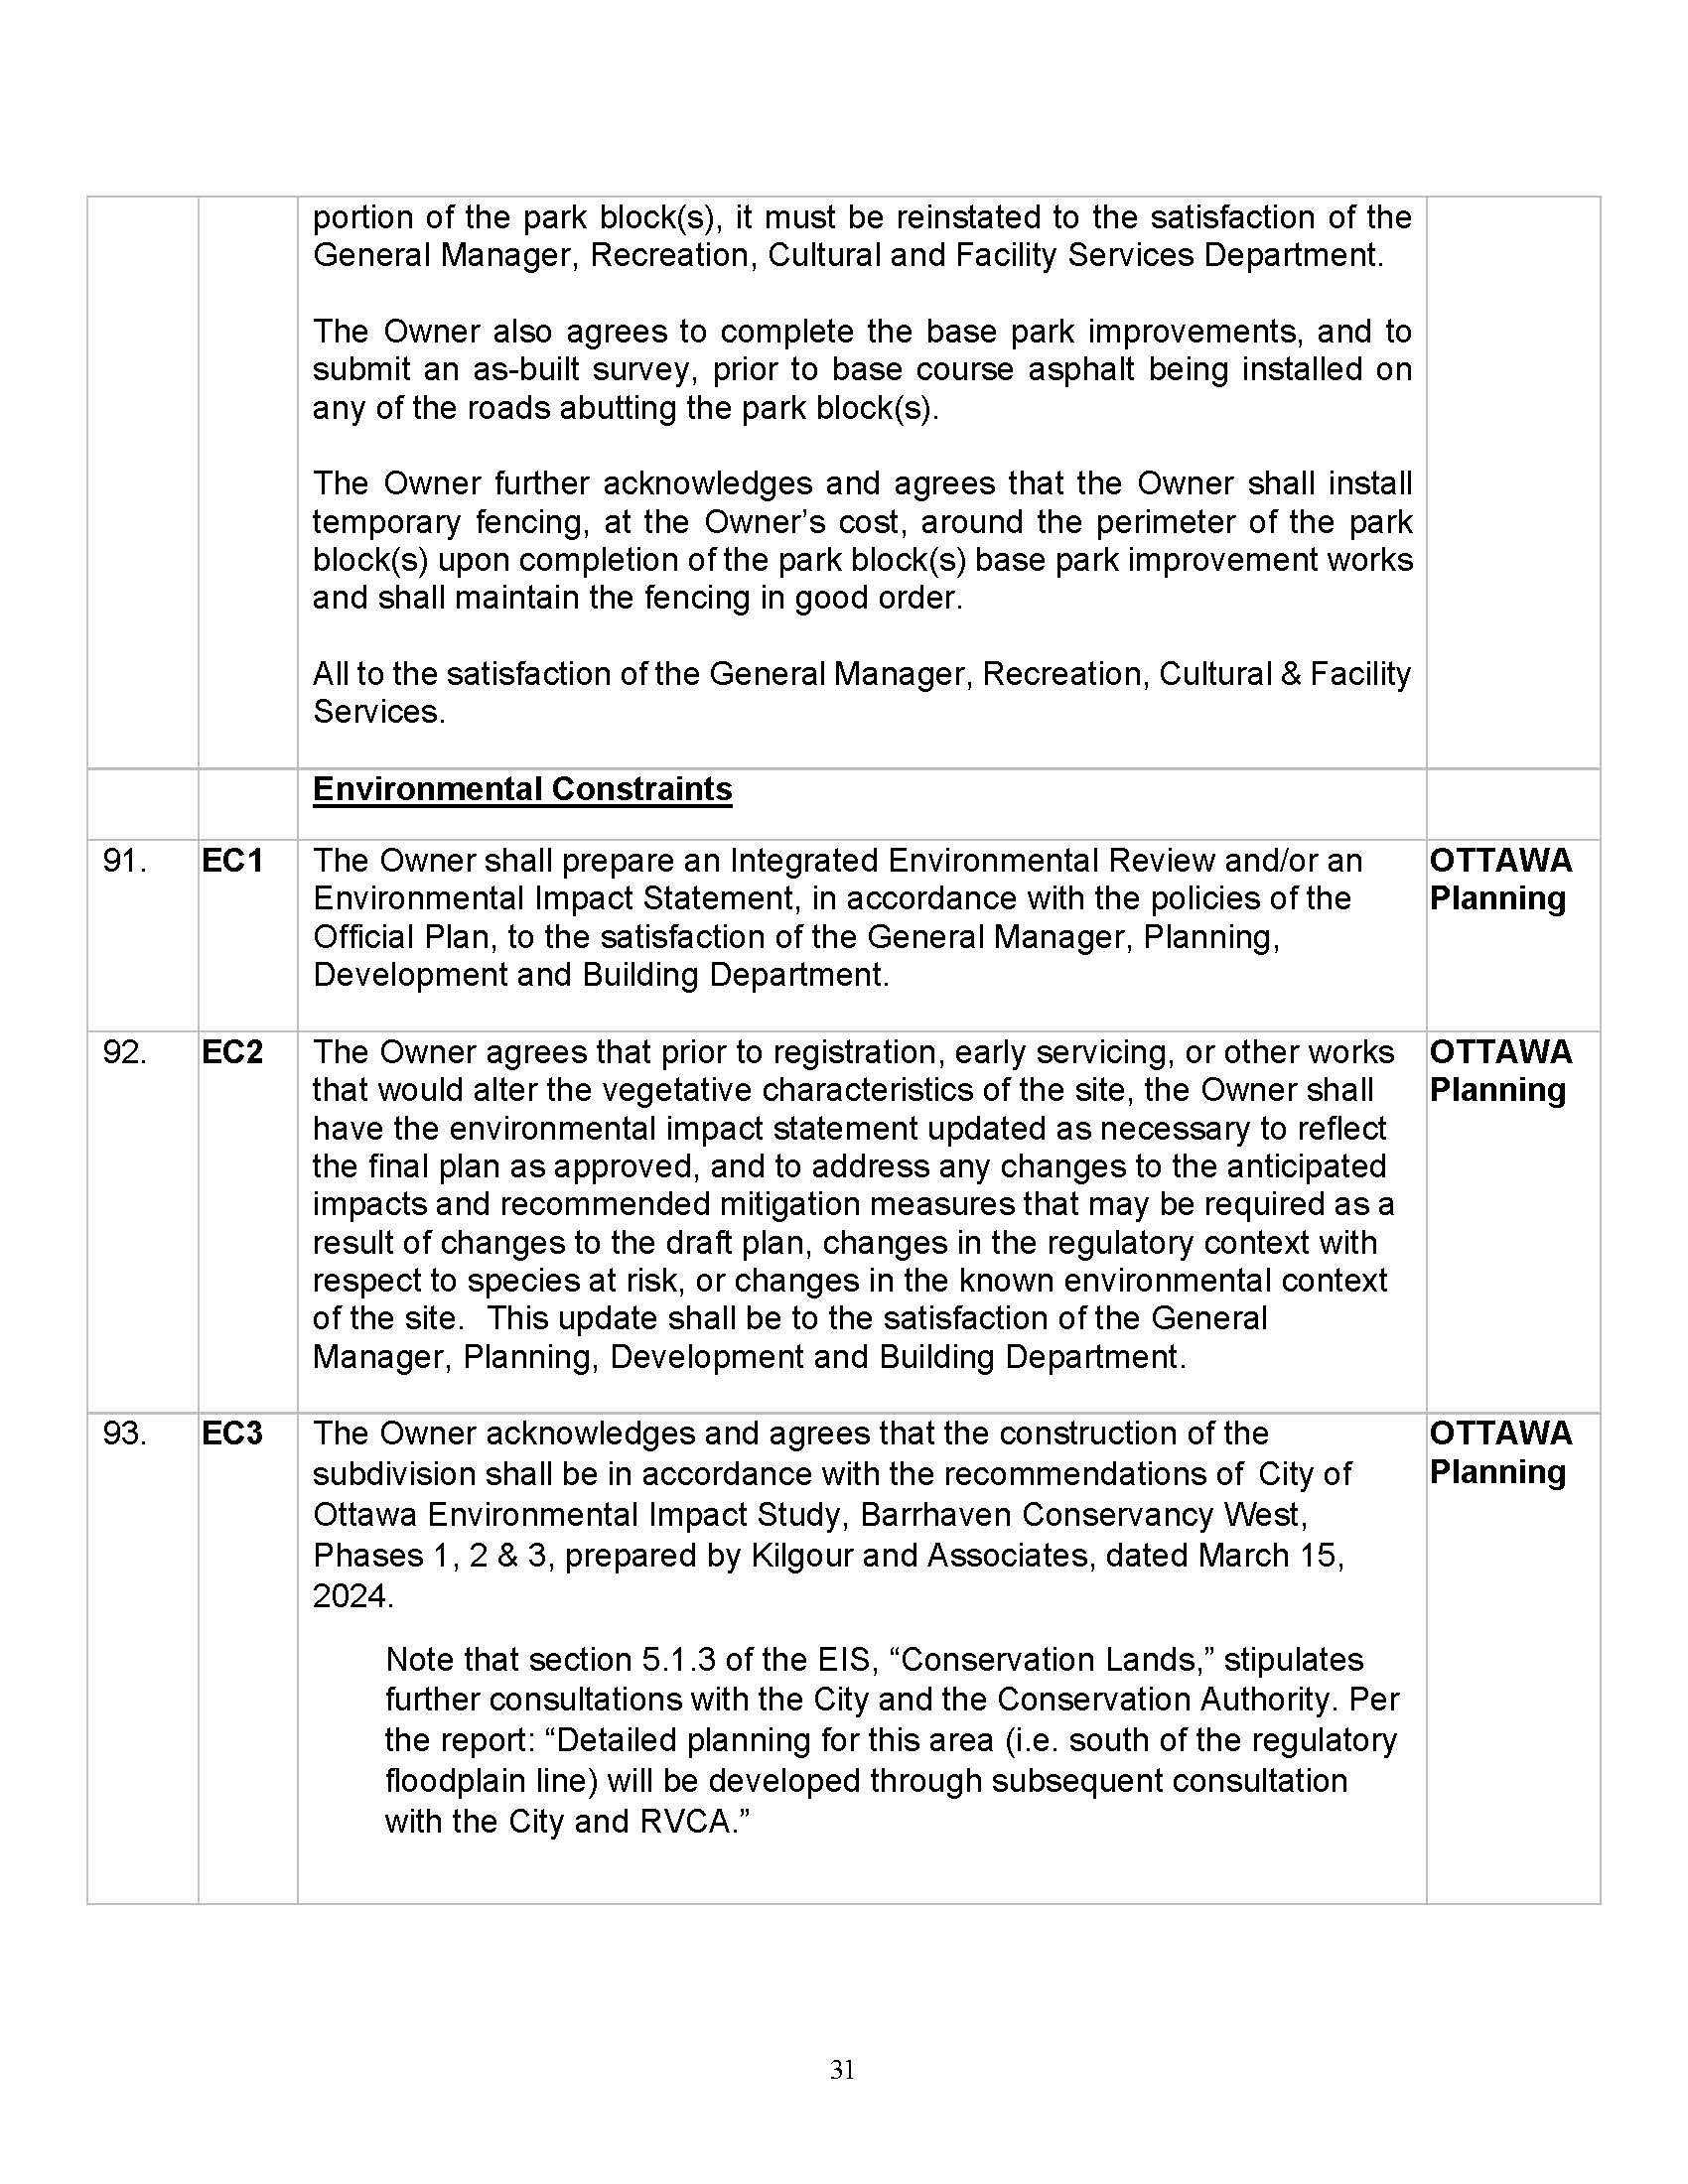 portion of the park block(s), it must be reinstated to the satisfaction of the
General Manager, Recreation, Cultural and Facility Services Department.
The Owner also agrees to complete the base park improvements, and to
submit an as-built survey, prior to base course asphalt being installed on
any of the roads abutting the park block(s).
The Owner further acknowledges and agrees that the Owner shall install
temporary fencing, at the Owner’s cost, around the perimeter of the park
block(s) upon completion of the park block(s) base park improvement works
and shall maintain the fencing in good order.
All to the satisfaction of the General Manager, Recreation, Cultural & Facility
Services.
Environmental Constraints
91. EC1 The Owner shall prepare an Integrated Environmental Review and/or an OTTAWA
Environmental Impact Statement, in accordance with the policies of the Planning
Official Plan, to the satisfaction of the General Manager, Planning,
Development and Building Department.
92. EC2 The Owner agrees that prior to registration, early servicing, or other works OTTAWA
that would alter the vegetative characteristics of the site, the Owner shall Planning
have the environmental impact statement updated as necessary to reflect
the final plan as approved, and to address any changes to the anticipated
impacts and recommended mitigation measures that may be required as a
result of changes to the draft plan, changes in the regulatory context with
respect to species at risk, or changes in the known environmental context
of the site. This update shall be to the satisfaction of the General
Manager, Planning, Development and Building Department.
93. EC3 The Owner acknowledges and agrees that the construction of the OTTAWA
subdivision shall be in accordance with the recommendations of City of Planning
Ottawa Environmental Impact Study, Barrhaven Conservancy West,
Phases 1, 2 & 3, prepared by Kilgour and Associates, dated March 15,
2024.
Note that section 5.1.3 of the EIS, “Conservation Lands,” stipulates
further consultations with the City and the Conservation Authority. Per
the report: “Detailed planning for this area (i.e. south of the regulatory
floodplain line) will be developed through subsequent consultation
with the City and RVCA.”
31